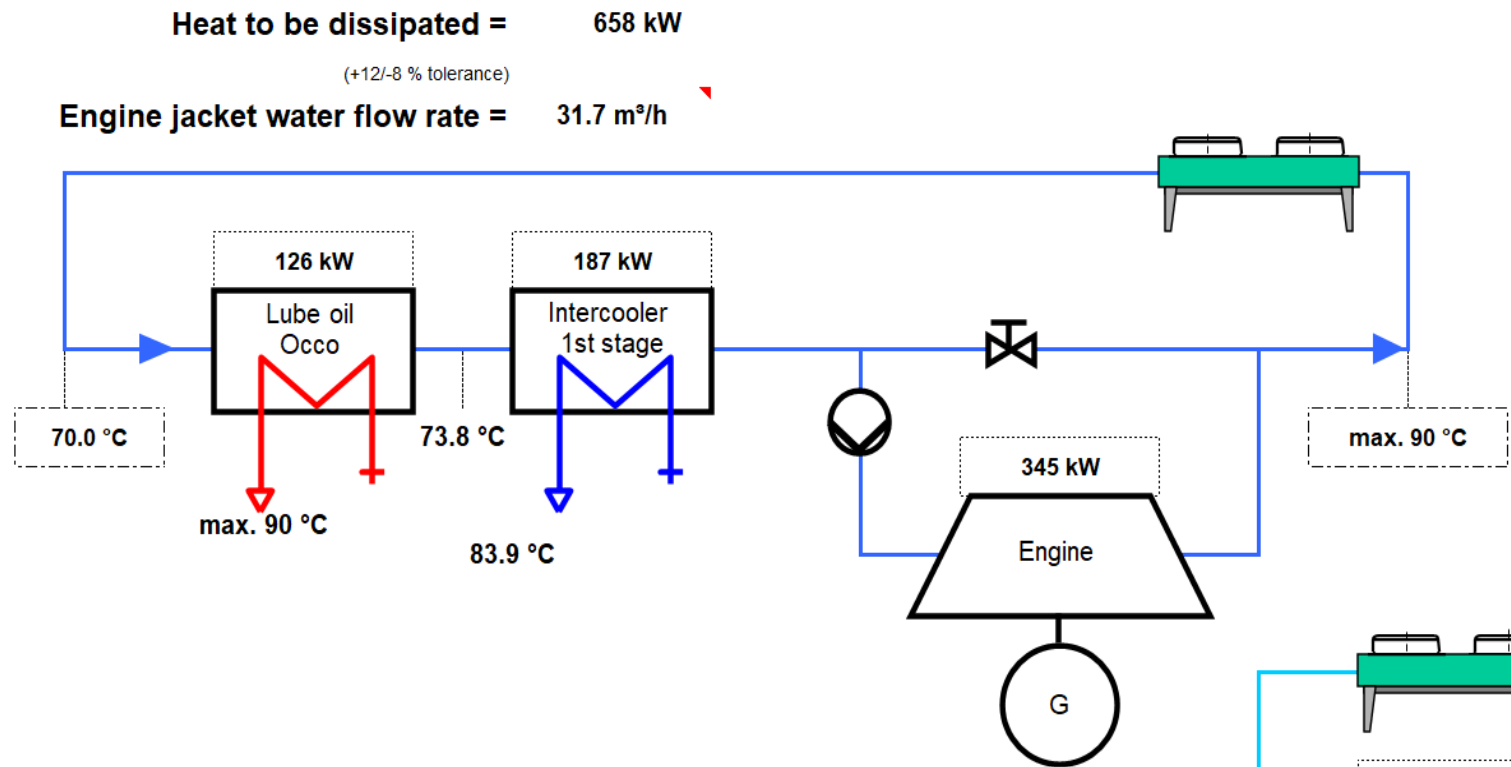 Heat to be dissipated = 658 kW
(+12/-8 % tolerance)
Engine jacket water flow rate = 31.7 m³/h
126 kW
187 kW
Lube oil
Occo
Intercooler
1st stage
70.0 °C
73.8 °C
max. 90 °C
max. 90 °C
83.9 °C
345 kW
Engine
G